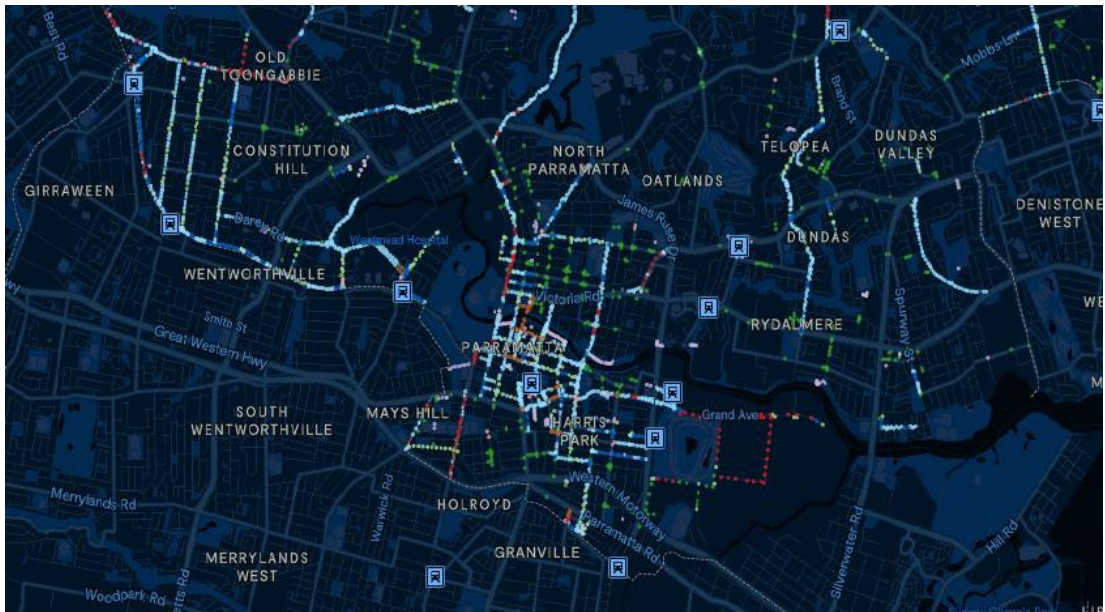 Best Rd
OLD
TOONGABBIE
Mobbs Ln
Brand St
CONSTITUTION
HILL
NORTH
PARRAMATTA
TELOPEA
DUNDAS
VALLEY
GIRRAWEEN
OATLANDS
DENISTONE
WEST
James Ruse Dr
Darcy Rd
Westmead Hospital
DUNDAS
WENTWORTHVILLE
Victoria Rd
Spurway St
Smith St
RYDALMERE
Great Western Hwy
PARRAMATTA
SOUTH
WENTWORTHVILLE
MAYS HILL
Grand Ave
HARRIS
PARK
Merrylands Rd
Warwick Rd
HOLROYD
Western Motorway
Parramatta Rd
Silverwater Rd
Hill Rd
GRANVILLE
MERRYLANDS
WEST
Woodpark Rd